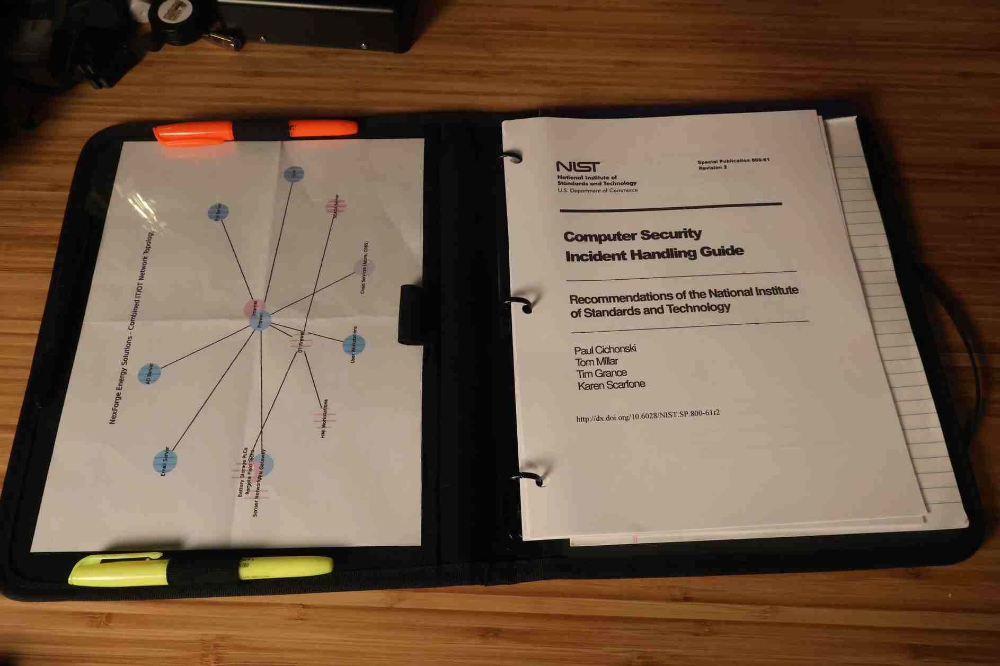 NexForge Energy Solutions - Combined IT/OT Network Topology
File Server
SCADA Server
Cloud Services (Azure, O365)
Internet
Firewall
OT Firewall
User Workstations
AD Server
HMI Workstations
Email Server
Battery Storage PLCs
Remote Field Techs
VPN Gateway
Sensor Network
NIST
National Institute of
Standards and Technology
U.S. Department of Commerce
Special Publication 800-61
Revision 2
Computer Security
Incident Handling Guide
Recommendations of the National Institute
of Standards and Technology
Paul Cichonski
Tom Millar
Tim Grance
Karen Scarfone
http://dx.doi.org/10.6028/NIST.SP.800-61r2